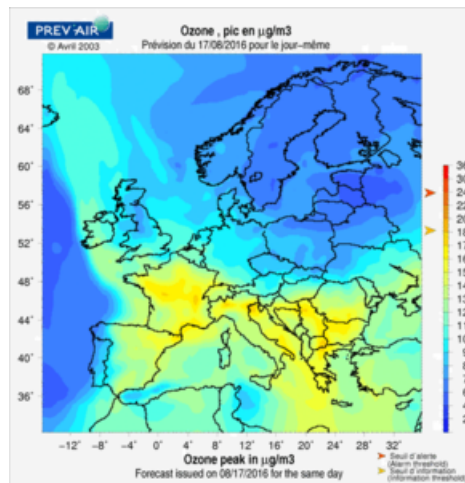 PREV'AIR
© Avril 2003
Ozone , pic en µg/m3
Prévision du 17/08/2016 pour le jour–même
68°
64°
60°
56°
52°
48°
44°
40°
36°
−12° −8° −4° 0° 4° 8° 12° 16° 20° 24° 28° 32°
Ozone peak in µg/m3
Forecast issued on 08/17/2016 for the same day
Seuil d'alerte
(Alarm threshold)
Seuil d'information
(Information threshold)